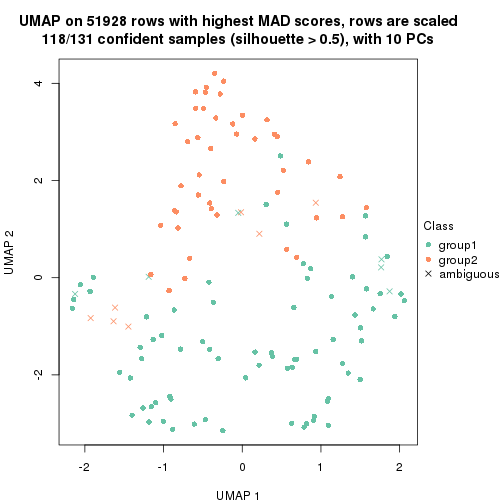 UMAP on 51928 rows with highest MAD scores, rows are scaled
118/131 confident samples (silhouette > 0.5), with 10 PCs
4
2
0
-2
UMAP 2
-2
-1
0
1
2
UMAP 1
Class
group1
group2
ambiguous